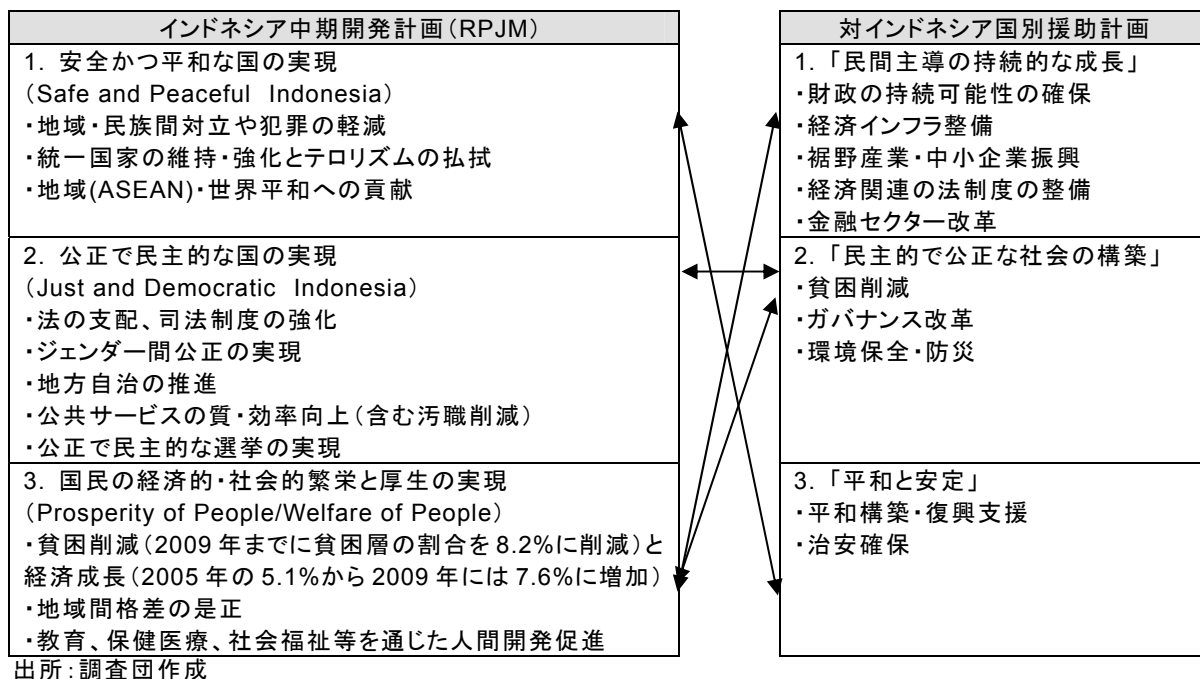 インドネシア中期開発計画（RPJM）
1. 安全かつ平和な国の実現
（Safe and Peaceful Indonesia）
・地域・民族間対立や犯罪の軽減
・統一国家の維持・強化とテロリズムの払拭
・地域(ASEAN)・世界平和への貢献
2. 公正で民主的な国の実現
（Just and Democratic Indonesia）
・法の支配、司法制度の強化
・ジェンダー間公正の実現
・地方自治の推進
・公共サービスの質・効率向上（含む汚職削減）
・公正で民主的な選挙の実現
3. 国民の経済的・社会的繁栄と厚生の実現
（Prosperity of People/Welfare of People）
・貧困削減（2009 年までに貧困層の割合を 8.2%に削減）と
経済成長（2005 年の 5.1%から 2009 年には 7.6%に増加）
・地域間格差の是正
・教育、保健医療、社会福祉等を通じた人間開発促進
対インドネシア国別援助計画
1. 「民間主導の持続的な成長」
・財政の持続可能性の確保
・経済インフラ整備
・裾野産業・中小企業振興
・経済関連の法制度の整備
・金融セクター改革
2. 「民主的で公正な社会の構築」
・貧困削減
・ガバナンス改革
・環境保全・防災
3. 「平和と安定」
・平和構築・復興支援
・治安確保
出所：調査団作成